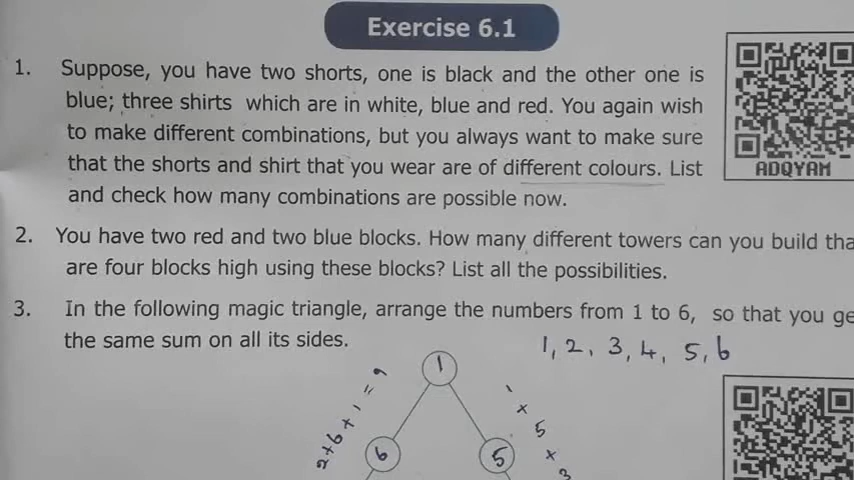 Exercise 6.1
1. Suppose, you have two shorts, one is black and the other one is
blue; three shirts which are in white, blue and red. You again wish
to make different combinations, but you always want to make sure
that the shorts and shirt that you wear are of different colours. List
and check how many combinations are possible now.
ADQYAM
2. You have two red and two blue blocks. How many different towers can you build tha
are four blocks high using these blocks? List all the possibilities.
3. In the following magic triangle, arrange the numbers from 1 to 6, so that you ge
the same sum on all its sides.
1, 2, 3, 4, 5, 6
1
2+6+1=9
1+5+3
6
5